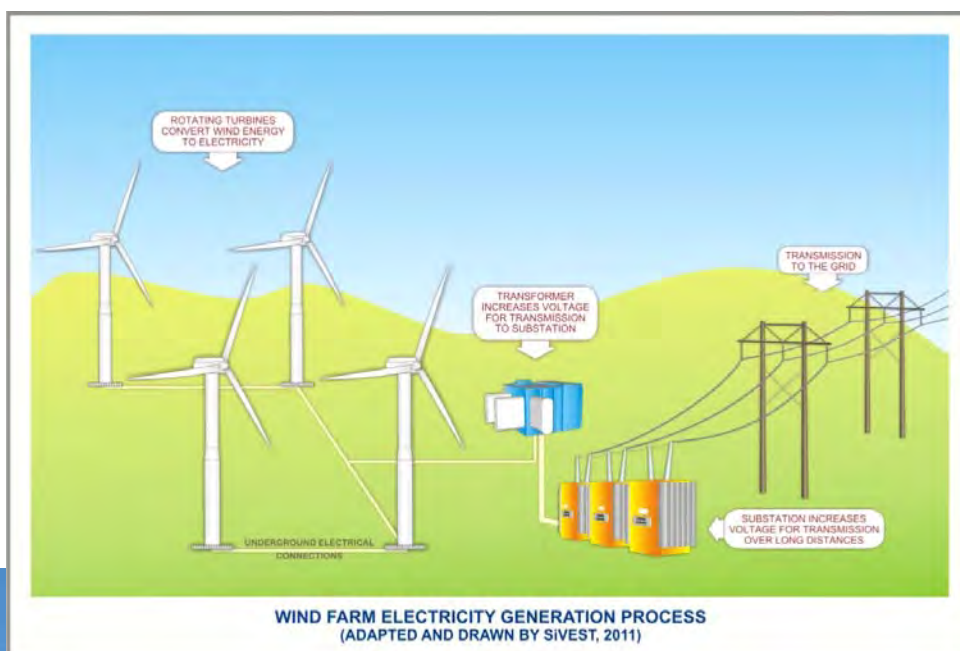 ROTATING TURBINES
CONVERT WIND ENERGY
TO ELECTRICITY
TRANSMISSION
TO THE GRID
TRANSFORMER
INCREASES VOLTAGE
FOR TRANSMISSION
TO SUBSTATION
SUBSTATION INCREASES
VOLTAGE FOR TRANSMISSION
OVER LONG DISTANCES
UNDERGROUND ELECTRICAL
CONNECTIONS
WIND FARM ELECTRICITY GENERATION PROCESS
(ADAPTED AND DRAWN BY SiVEST, 2011)